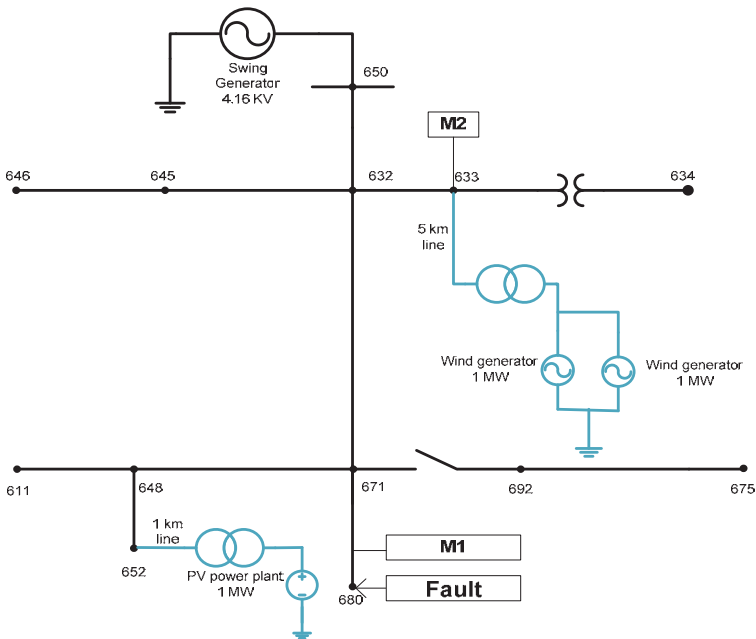 Swing
Generator
4.16 KV
650
M2
646
645
632
633
634
5 km
line
Wind generator
1 MW
Wind generator
1 MW
611
648
671
692
675
1 km
line
652
PV power plant
1 MW
M1
Fault
680
+
−